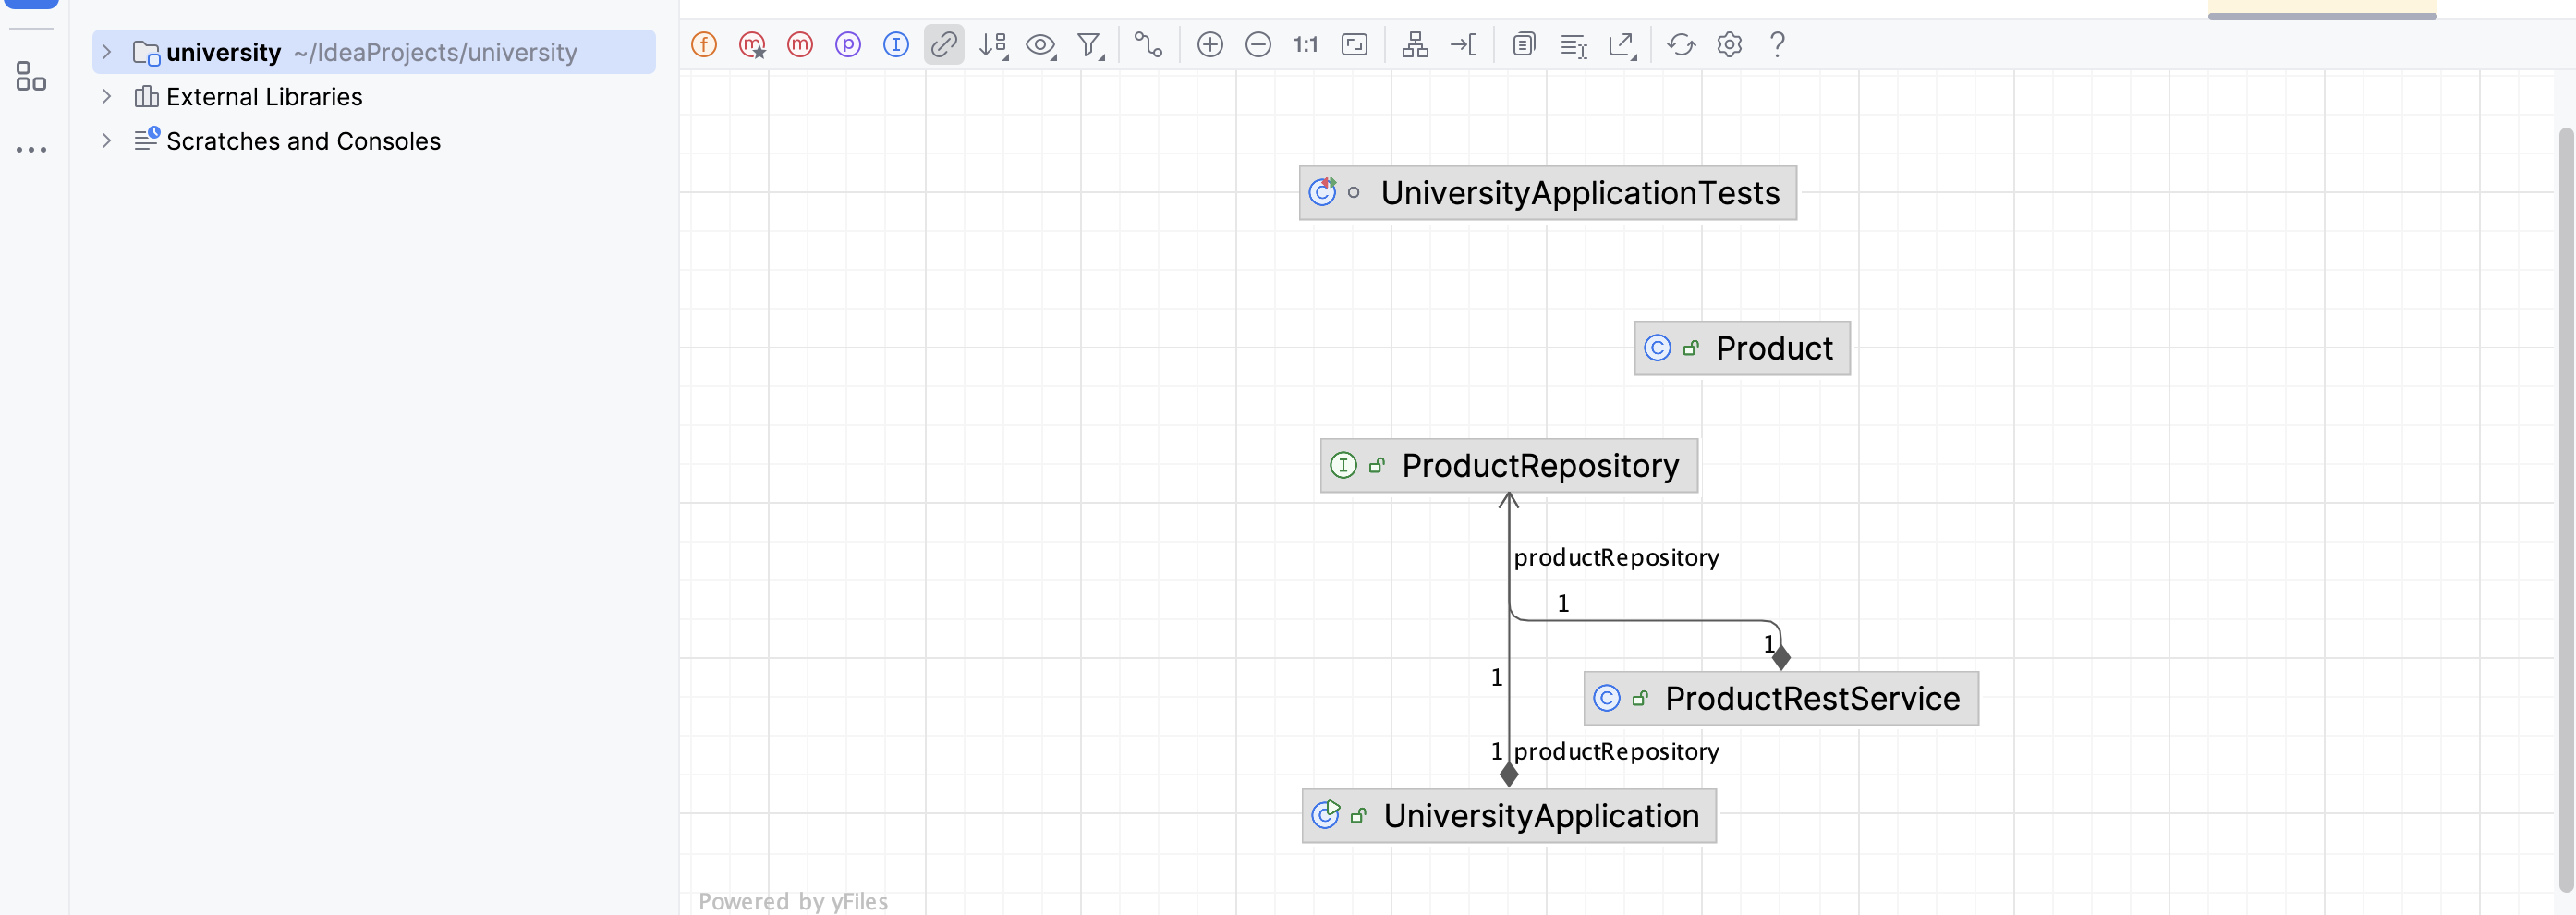 university ~/IdeaProjects/university
External Libraries
Scratches and Consoles
f m m p I 1:1 ?
C UniversityApplicationTests
C Product
I ProductRepository
productRepository
1
1
1
C ProductRestService
1 productRepository
C UniversityApplication
Powered by yFiles